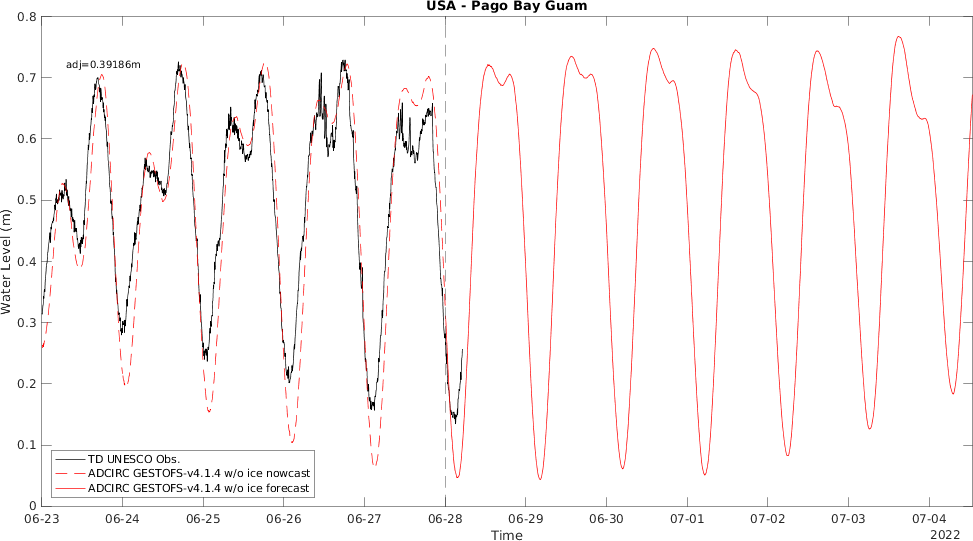 USA - Pago Bay Guam
adj=0.39186m
0.8
0.7
0.6
0.5
0.4
0.3
0.2
0.1
0
Water Level (m)
TD UNESCO Obs.
ADCIRC GESTOFS-v4.1.4 w/o ice nowcast
ADCIRC GESTOFS-v4.1.4 w/o ice forecast
06-23 06-24 06-25 06-26 06-27 06-28 06-29 06-30 07-01 07-02 07-03 07-04
Time
2022